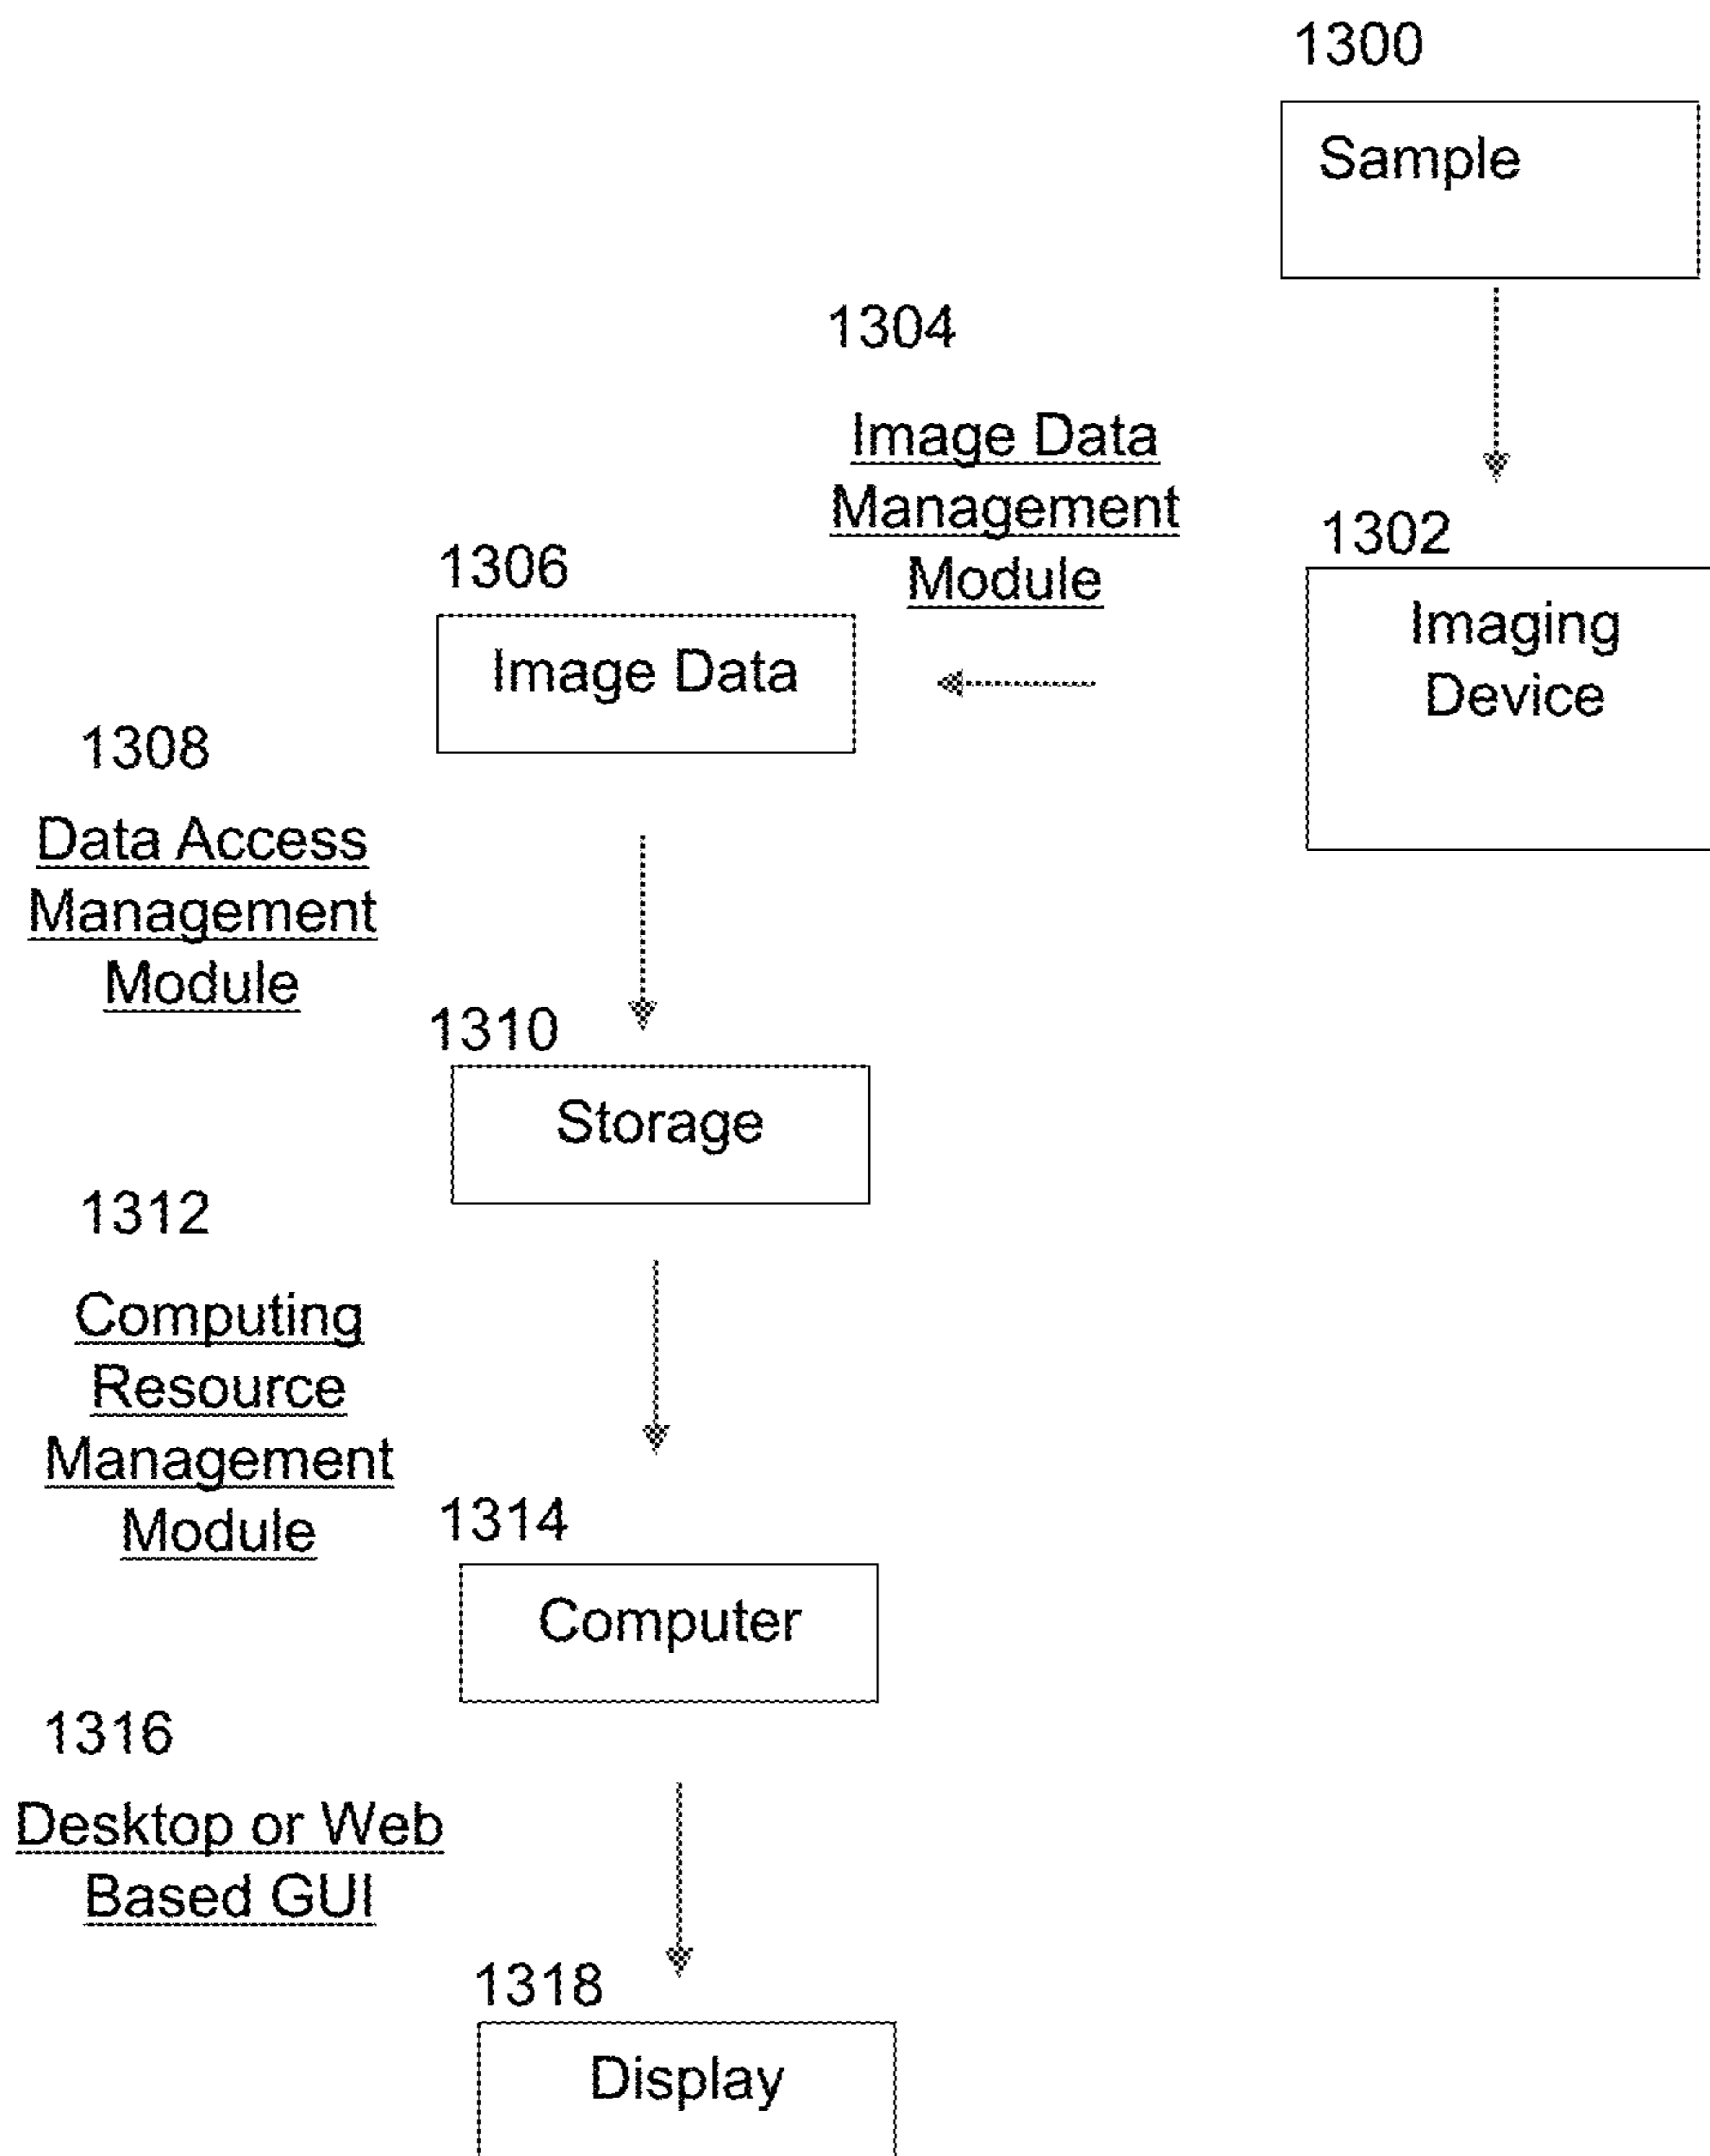 1300
Sample
1304
Image Data
Management
Module
1302
Imaging
Device
1306
Image Data
1308
Data Access
Management
Module
1310
Storage
1312
Computing
Resource
Management
Module
1314
Computer
1316
Desktop or Web
Based GUI
1318
Display